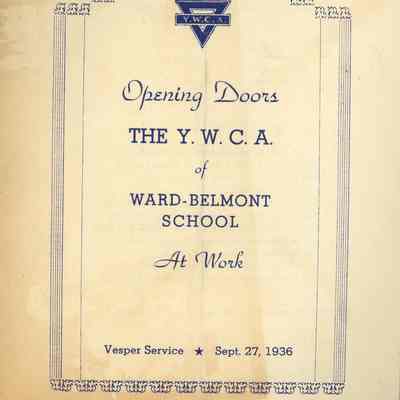 Y.W.C.A.
Opening Doors
THE Y. W. C. A.
of
WARD-BELMONT
SCHOOL
At Work
Vesper Service ★ Sept. 27, 1936